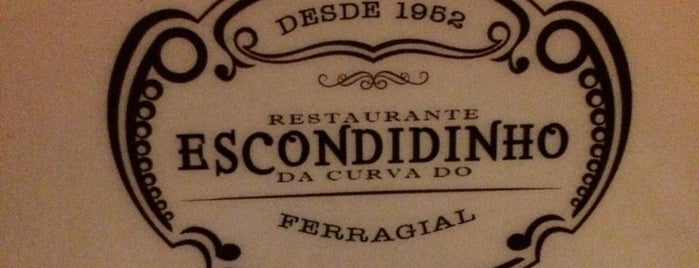 DESDE 1952
RESTAURANTE
ESCONDIDINHO
DA CURVA DO
FERRAGIAL